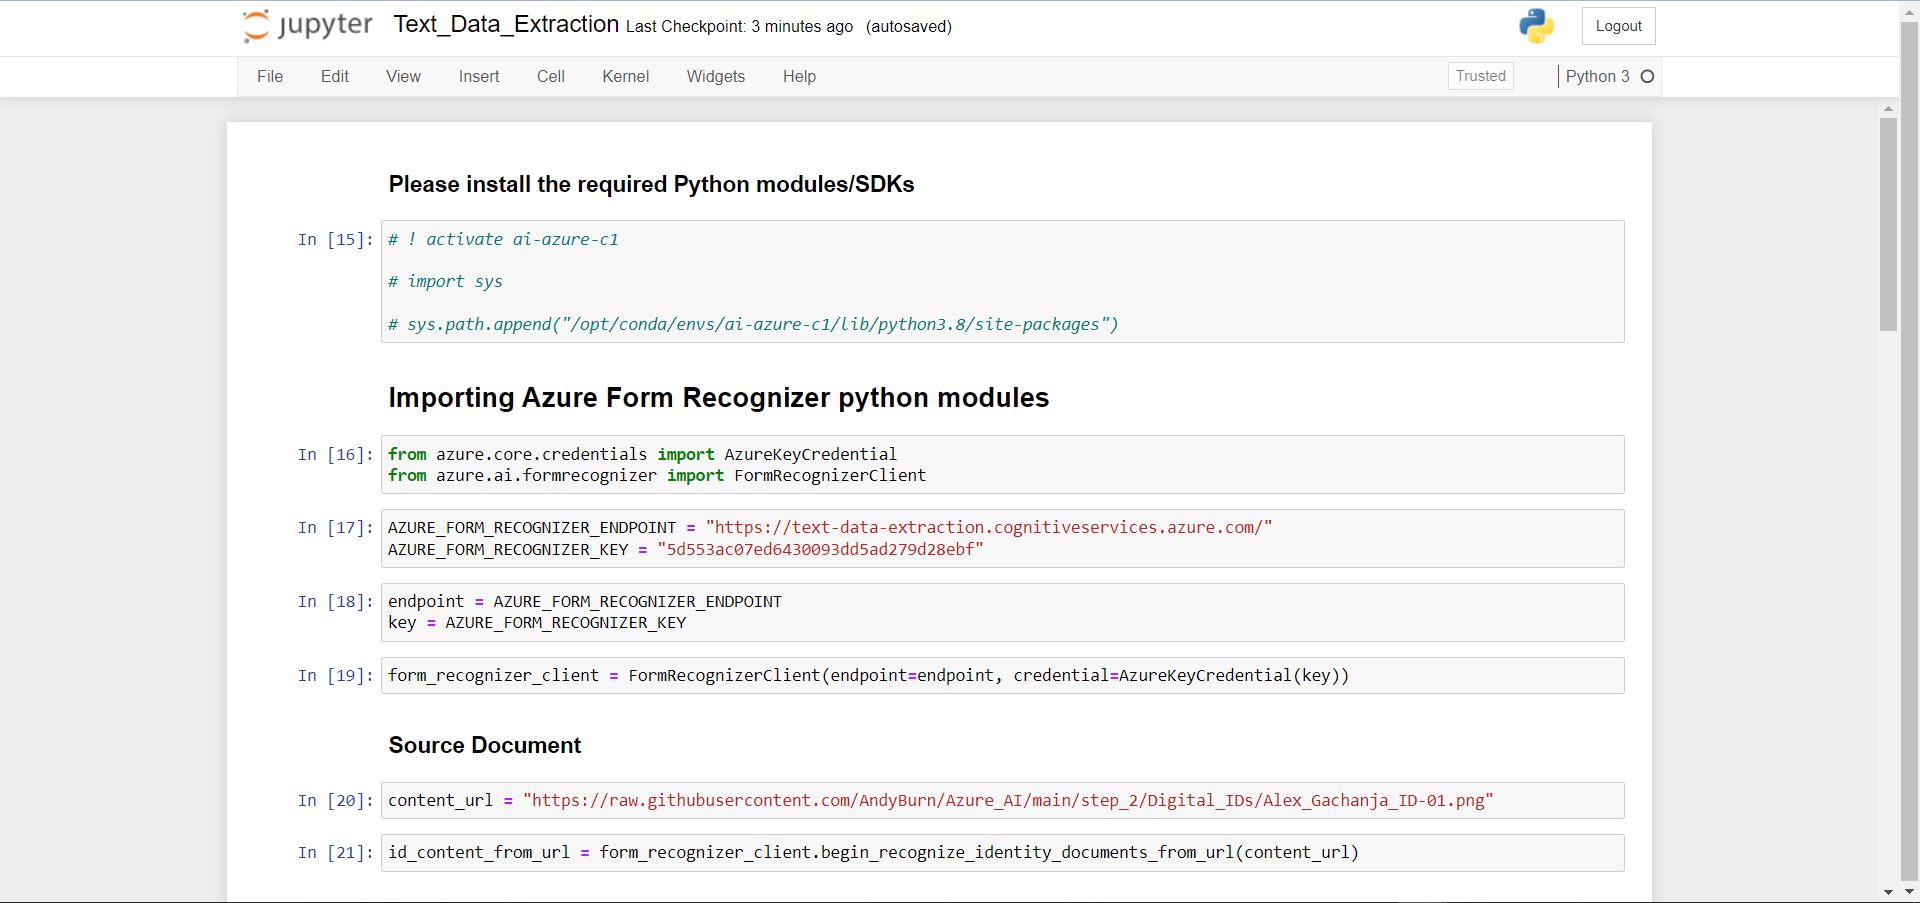 jupyter Text_Data_Extraction Last Checkpoint: 3 minutes ago (autosaved) Logout
File Edit View Insert Cell Kernel Widgets Help Trusted Python 3
Please install the required Python modules/SDKs
In [15]: # ! activate ai-azure-c1
# import sys
# sys.path.append("/opt/conda/envs/ai-azure-c1/lib/python3.8/site-packages")
Importing Azure Form Recognizer python modules
In [16]: from azure.core.credentials import AzureKeyCredential
from azure.ai.formrecognizer import FormRecognizerClient
In [17]: AZURE_FORM_RECOGNIZER_ENDPOINT = "https://text-data-extraction.cognitiveservices.azure.com/"
AZURE_FORM_RECOGNIZER_KEY = "5d553ac07ed6430093dd5ad279d28ebf"
In [18]: endpoint = AZURE_FORM_RECOGNIZER_ENDPOINT
key = AZURE_FORM_RECOGNIZER_KEY
In [19]: form_recognizer_client = FormRecognizerClient(endpoint=endpoint, credential=AzureKeyCredential(key))
Source Document
In [20]: content_url = "https://raw.githubusercontent.com/AndyBurn/Azure_AI/main/step_2/Digital_IDs/Alex_Gachanja_ID-01.png"
In [21]: id_content_from_url = form_recognizer_client.begin_recognize_identity_documents_from_url(content_url)